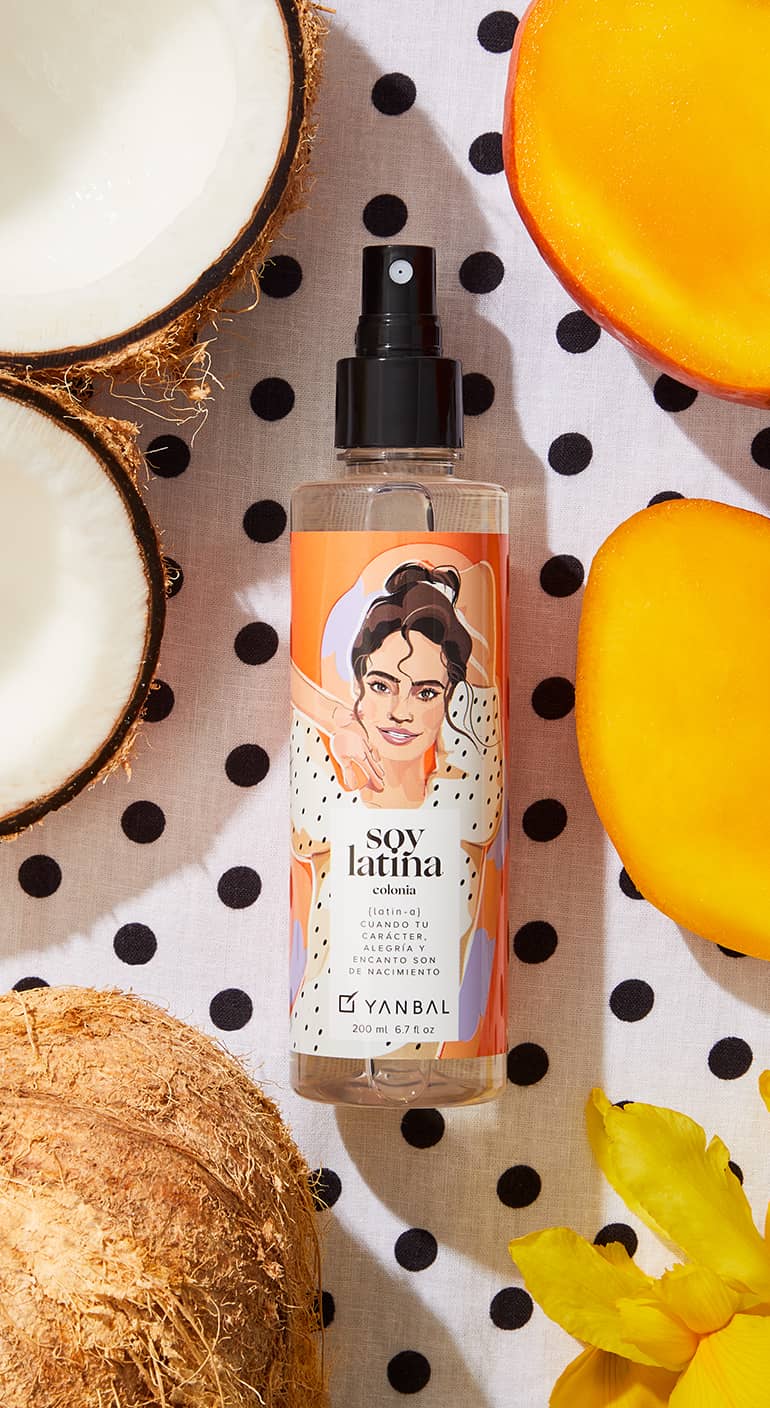 soy
latina
colonia
{latin-a}
CUANDO TU
CARÁCTER,
ALEGRÍA Y
ENCANTO SON
DE NACIMIENTO
YANBAL
200 ml 6.7 fl oz